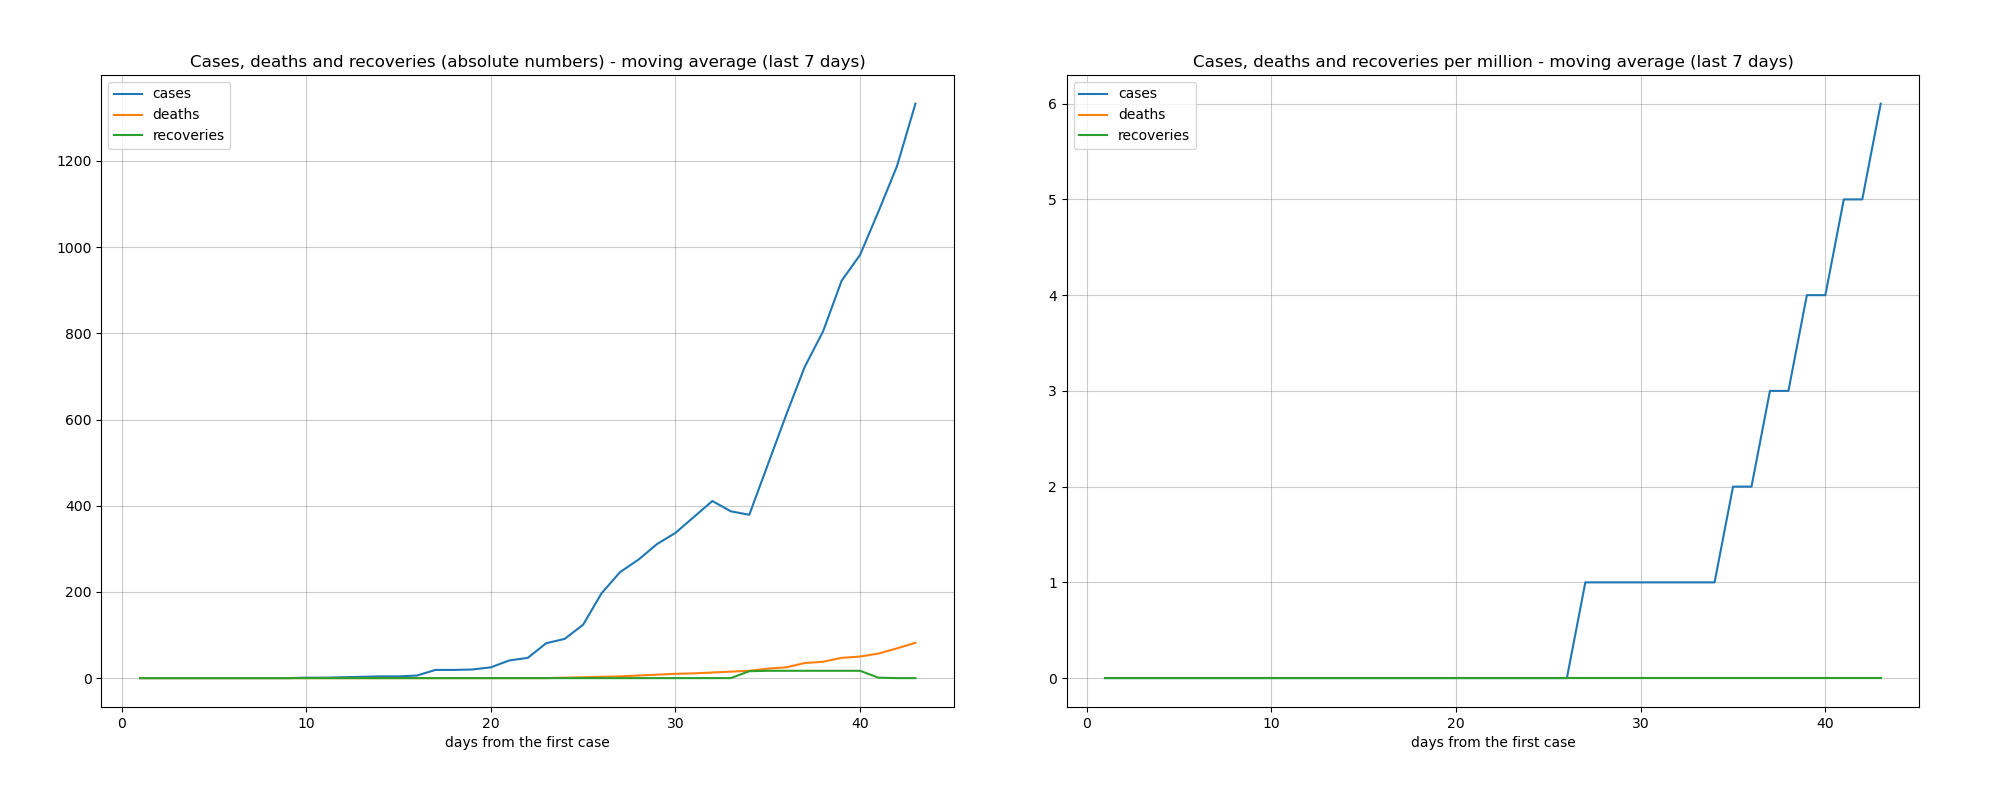 Cases, deaths and recoveries (absolute numbers) - moving average (last 7 days)
cases
deaths
recoveries
1200
1000
800
600
400
200
0
0 10 20 30 40
days from the first case
Cases, deaths and recoveries per million - moving average (last 7 days)
cases
deaths
recoveries
6
5
4
3
2
1
0
0 10 20 30 40
days from the first case